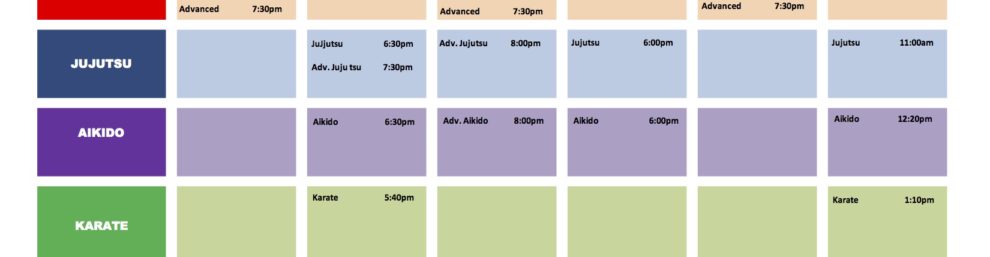 Advanced 7:30pm Advanced 7:30pm Advanced 7:30pm
JUJUTSU
JuJjutsu 6:30pm Adv. Jujutsu 8:00pm Jujutsu 6:00pm Jujutsu 11:00am
Adv. Juju tsu 7:30pm
AIKIDO
Aikido 6:30pm Adv. Aikido 8:00pm Aikido 6:00pm Aikido 12:20pm
KARATE
Karate 5:40pm Karate 1:10pm